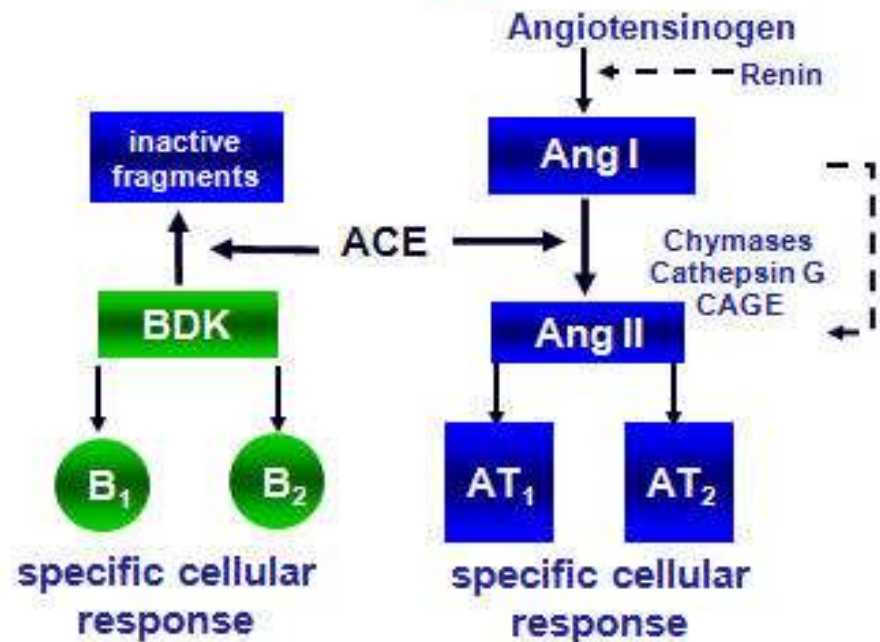 Angiotensinogen
Renin
inactive
fragments
Ang I
ACE
Chymases
Cathepsin G
CAGE
BDK
Ang II
B₁
B₂
AT₁
AT₂
specific cellular
response
specific cellular
response